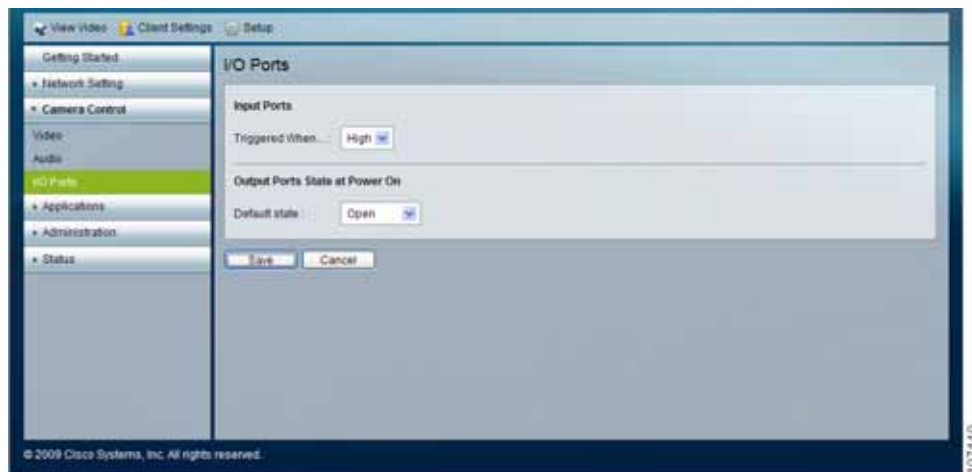 View Video Client Settings Setup
Getting Started
Network Setting
Camera Control
Video
Audio
I/O Ports
Applications
Administration
Status
I/O Ports
Input Ports
Triggered When...: High
Output Ports State at Power On
Default state : Open
Save Cancel
© 2009 Cisco Systems, Inc. All rights reserved.